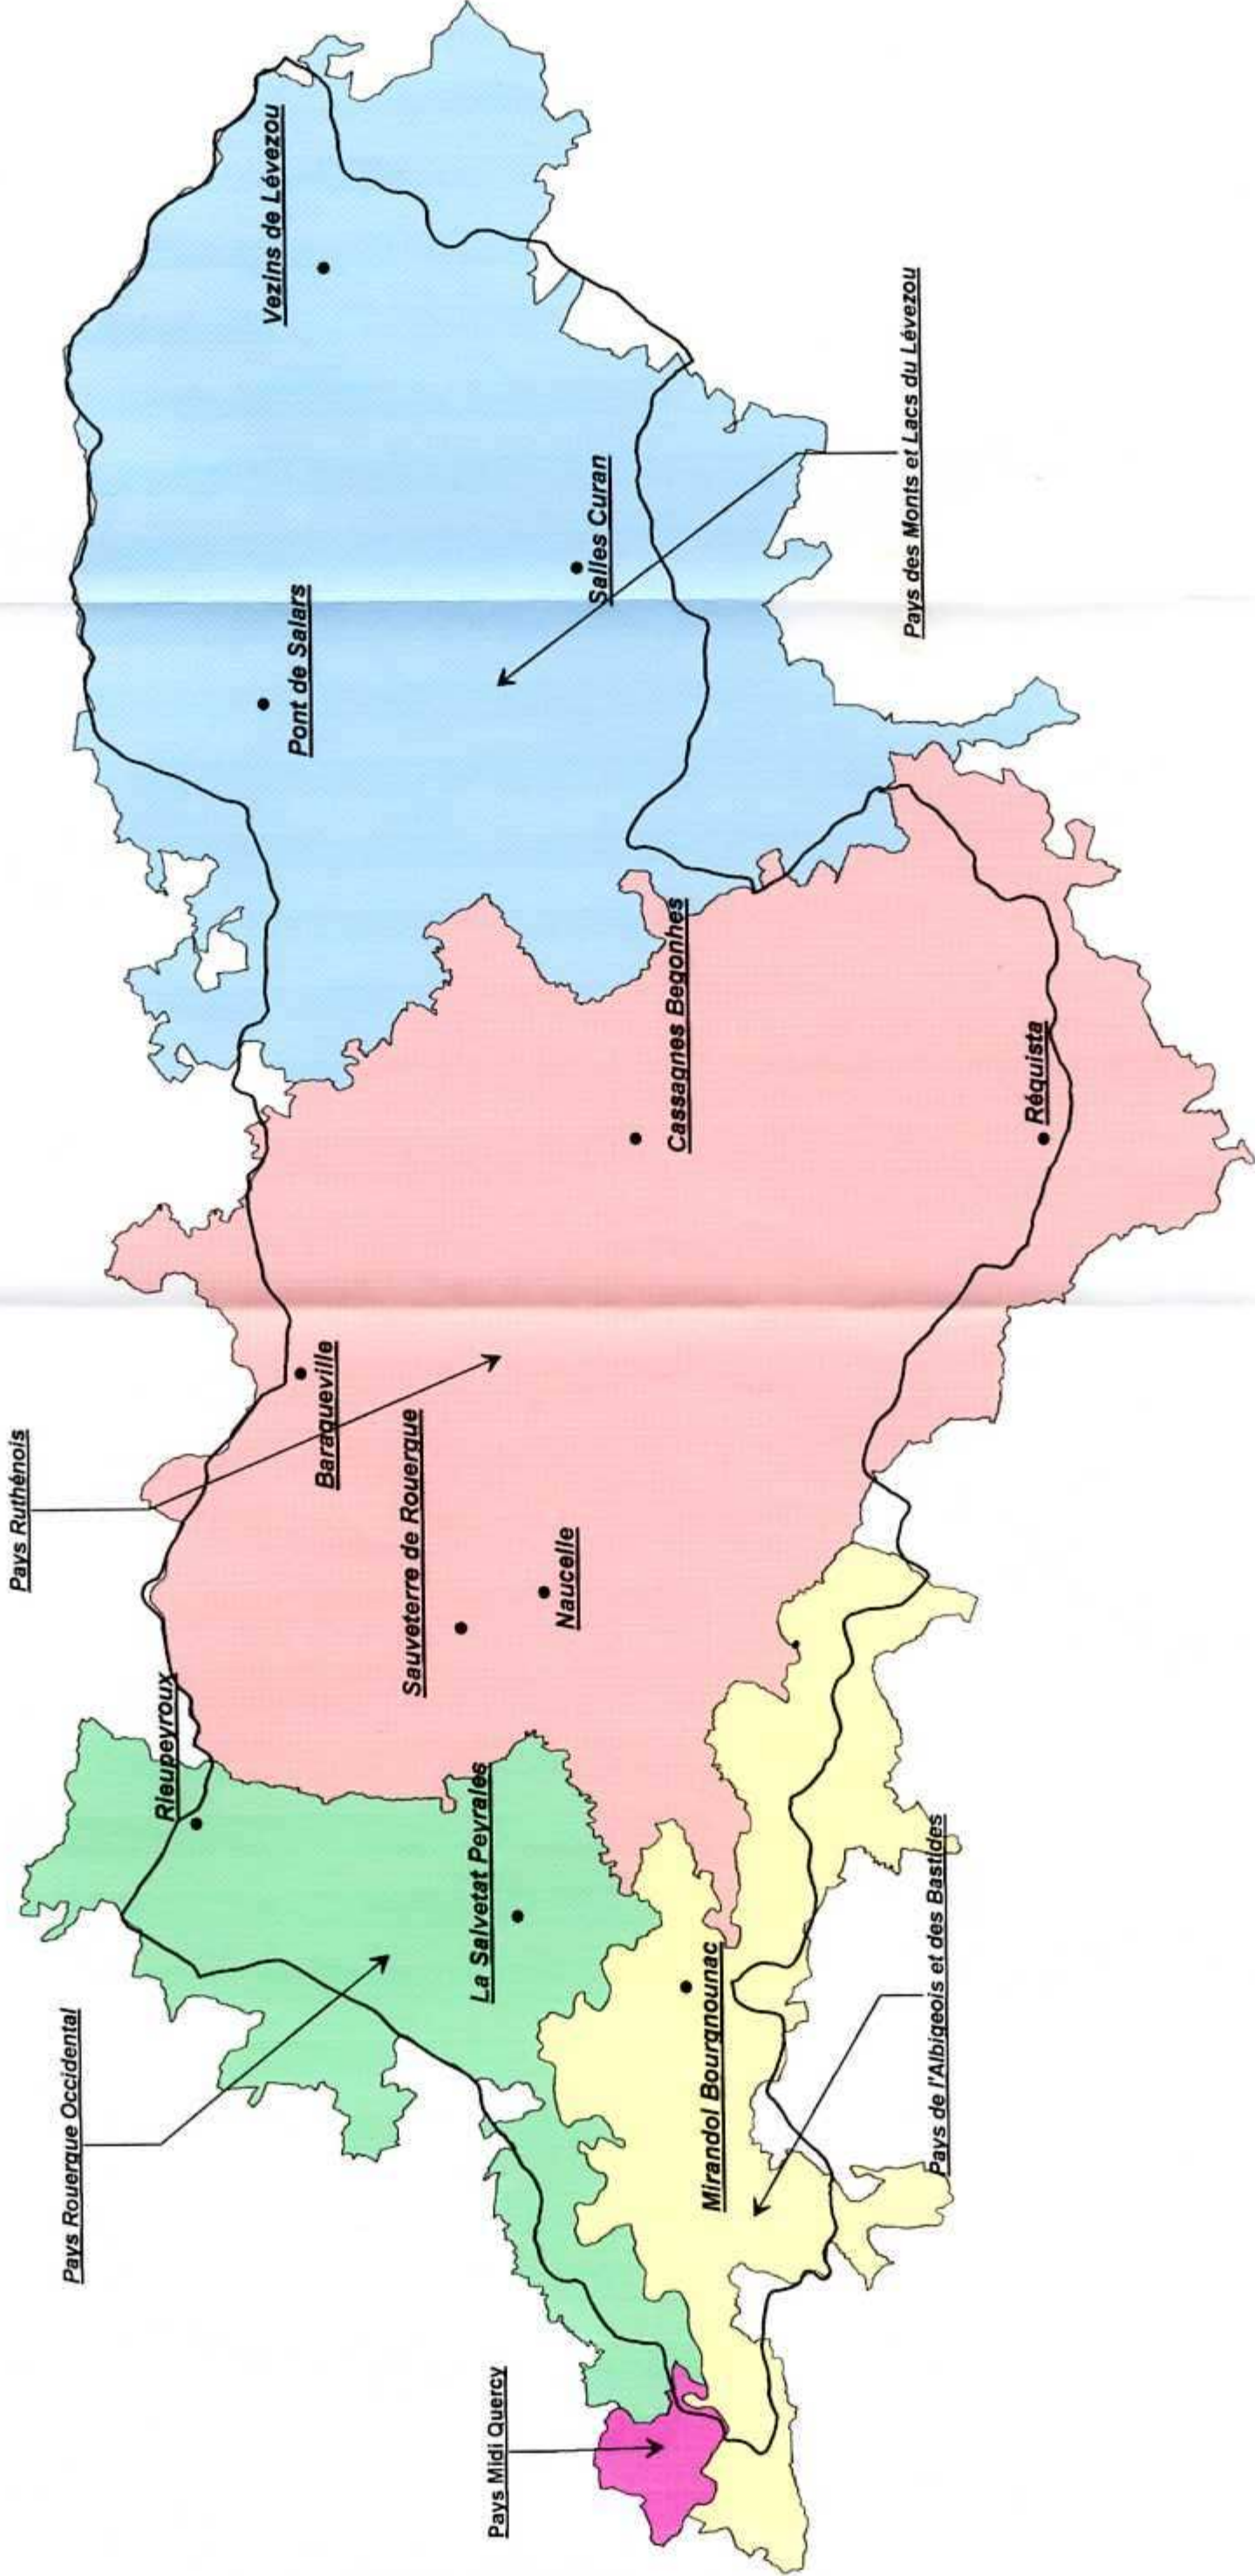 Pays Midi Quercy
Pays Rouergue Occidental
Pays Ruthénois
Rieupeyroux
Baraqueville
Vezins de Lévezou
Pont de Salars
Sauveterre de Rouergue
La Salvetat Peyralès
Naucelle
Salles Curan
Cassagnes Begonhes
Mirandol Bourgnounac
Réquista
Pays de l'Albigeois et des Bastides
Pays des Monts et Lacs du Lévezou